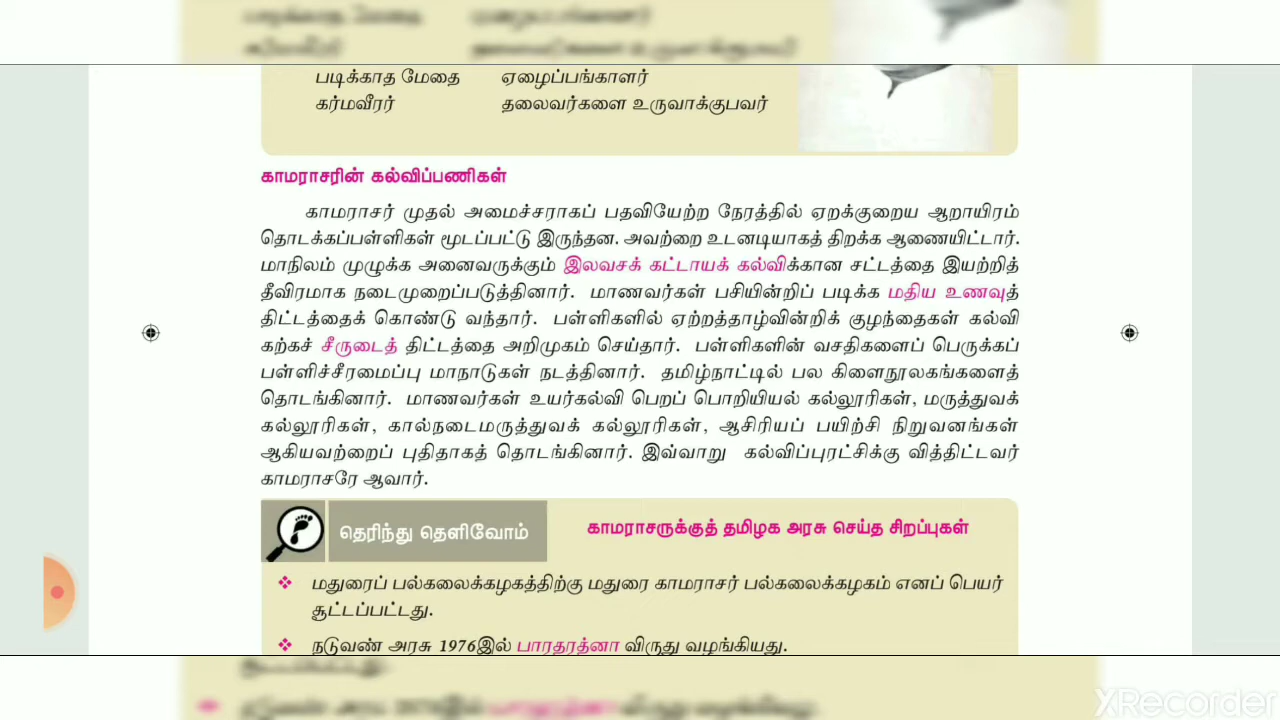 படிக்காத மேதை ஏழைப்பங்காளர்
கர்மவீரர் தலைவர்களை உருவாக்குபவர்
காமராசரின் கல்விப்பணிகள்
காமராசர் முதல் அமைச்சராகப் பதவியேற்ற நேரத்தில் ஏறக்குறைய ஆறாயிரம்
தொடக்கப்பள்ளிகள் மூடப்பட்டு இருந்தன. அவற்றை உடனடியாகத் திறக்க ஆணையிட்டார்.
மாநிலம் முழுக்க அனைவருக்கும் இலவசக் கட்டாயக் கல்விக்கான சட்டத்தை இயற்றித்
தீவிரமாக நடைமுறைப்படுத்தினார். மாணவர்கள் பசியின்றிப் படிக்க மதிய உணவுத்
திட்டத்தைக் கொண்டு வந்தார். பள்ளிகளில் ஏற்றத்தாழ்வின்றிக் குழந்தைகள் கல்வி
கற்கச் சீருடைத் திட்டத்தை அறிமுகம் செய்தார். பள்ளிகளின் வசதிகளைப் பெருக்கப்
பள்ளிச்சீரமைப்பு மாநாடுகள் நடத்தினார். தமிழ்நாட்டில் பல கிளைநூலகங்களைத்
தொடங்கினார். மாணவர்கள் உயர்கல்வி பெறப் பொறியியல் கல்லூரிகள், மருத்துவக்
கல்லூரிகள், கால்நடைமருத்துவக் கல்லூரிகள், ஆசிரியப் பயிற்சி நிறுவனங்கள்
ஆகியவற்றைப் புதிதாகத் தொடங்கினார். இவ்வாறு கல்விப்புரட்சிக்கு வித்திட்டவர்
காமராசரே ஆவார்.
தெரிந்து தெளிவோம்
காமராசருக்குத் தமிழக அரசு செய்த சிறப்புகள்
❖ மதுரைப் பல்கலைக்கழகத்திற்கு மதுரை காமராசர் பல்கலைக்கழகம் எனப் பெயர்
சூட்டப்பட்டது.
❖ நடுவண் அரசு 1976இல் பாரதரத்னா விருது வழங்கியது.
XRecorder